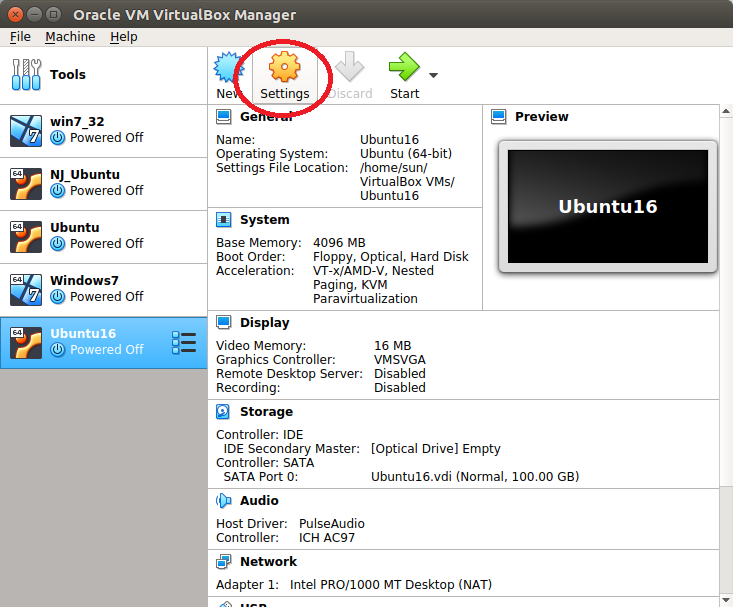 Oracle VM VirtualBox Manager
File Machine Help
Tools
New Settings Discard Start
win7_32
Powered Off
64
NJ_Ubuntu
Powered Off
64
Ubuntu
Powered Off
64
Windows7
Powered Off
64
Ubuntu16
Powered Off
General
Name: Ubuntu16
Operating System: Ubuntu (64-bit)
Settings File Location: /home/sun/
VirtualBox VMs/
Ubuntu16
Preview
Ubuntu16
System
Base Memory: 4096 MB
Boot Order: Floppy, Optical, Hard Disk
Acceleration: VT-x/AMD-V, Nested
Paging, KVM
Paravirtualization
Display
Video Memory: 16 MB
Graphics Controller: VMSVGA
Remote Desktop Server: Disabled
Recording: Disabled
Storage
Controller: IDE
IDE Secondary Master: [Optical Drive] Empty
Controller: SATA
SATA Port 0: Ubuntu16.vdi (Normal, 100.00 GB)
Audio
Host Driver: PulseAudio
Controller: ICH AC97
Network
Adapter 1: Intel PRO/1000 MT Desktop (NAT)
USB